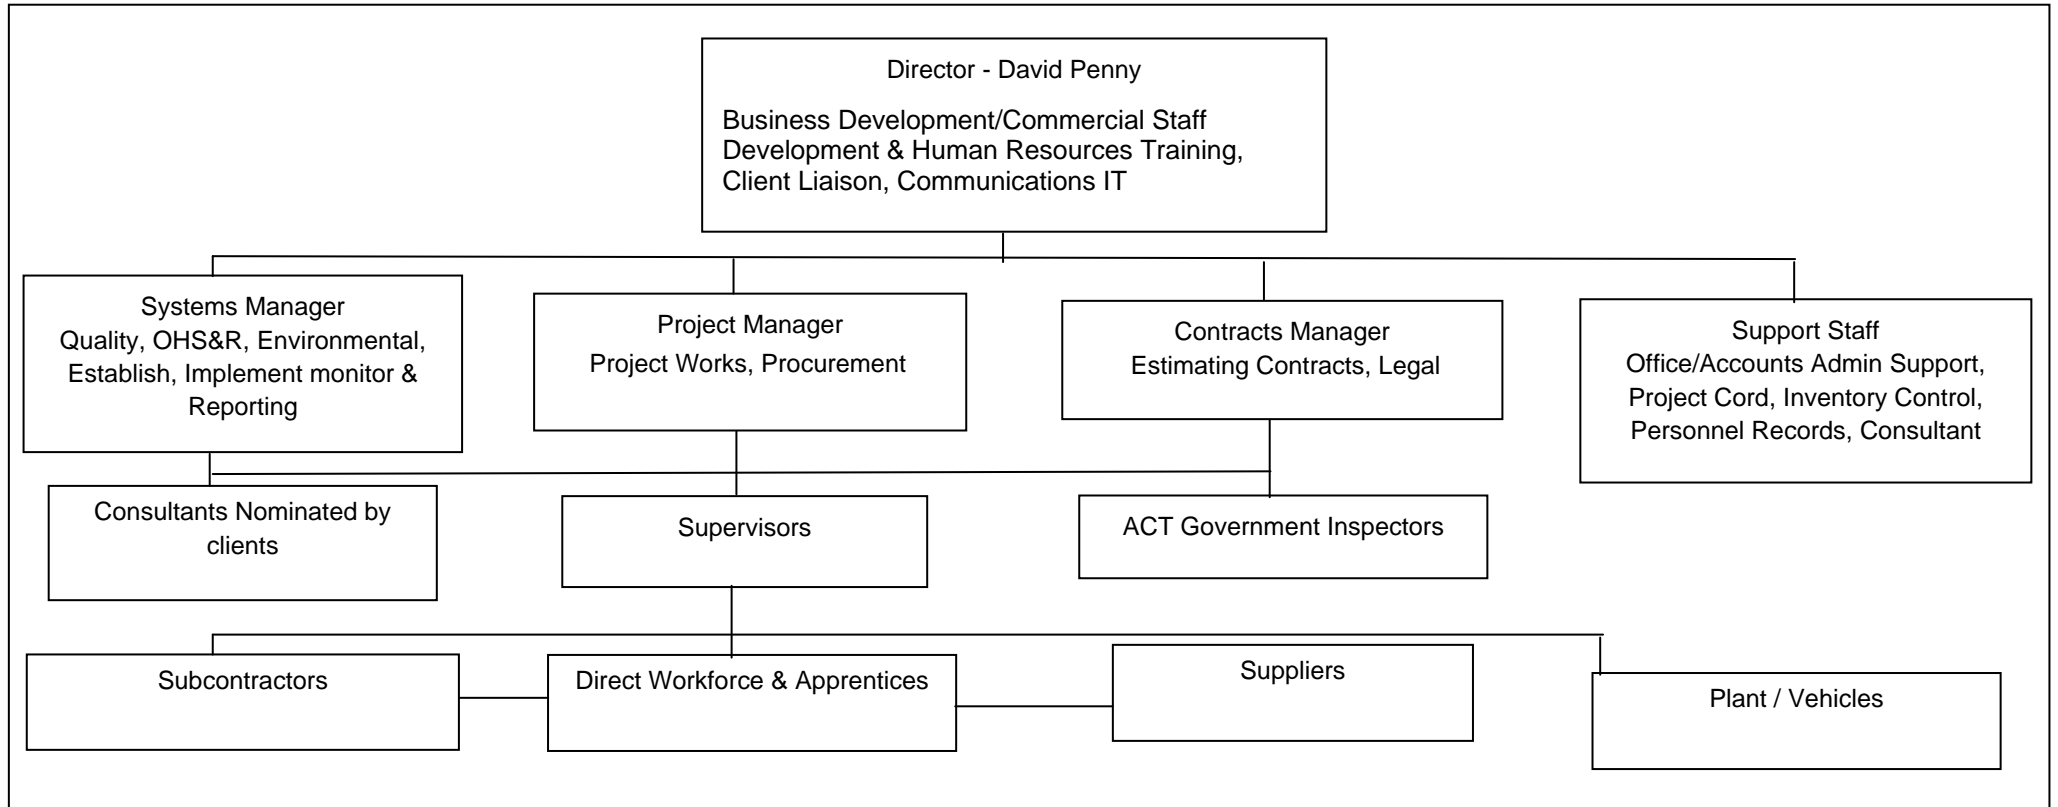 Director - David Penny
Business Development/Commercial Staff
Development & Human Resources Training,
Client Liaison, Communications IT
Systems Manager
Quality, OHS&R, Environmental,
Establish, Implement monitor &
Reporting
Project Manager
Project Works, Procurement
Contracts Manager
Estimating Contracts, Legal
Support Staff
Office/Accounts Admin Support,
Project Cord, Inventory Control,
Personnel Records, Consultant
Consultants Nominated by
clients
Supervisors
ACT Government Inspectors
Subcontractors
Direct Workforce & Apprentices
Suppliers
Plant / Vehicles